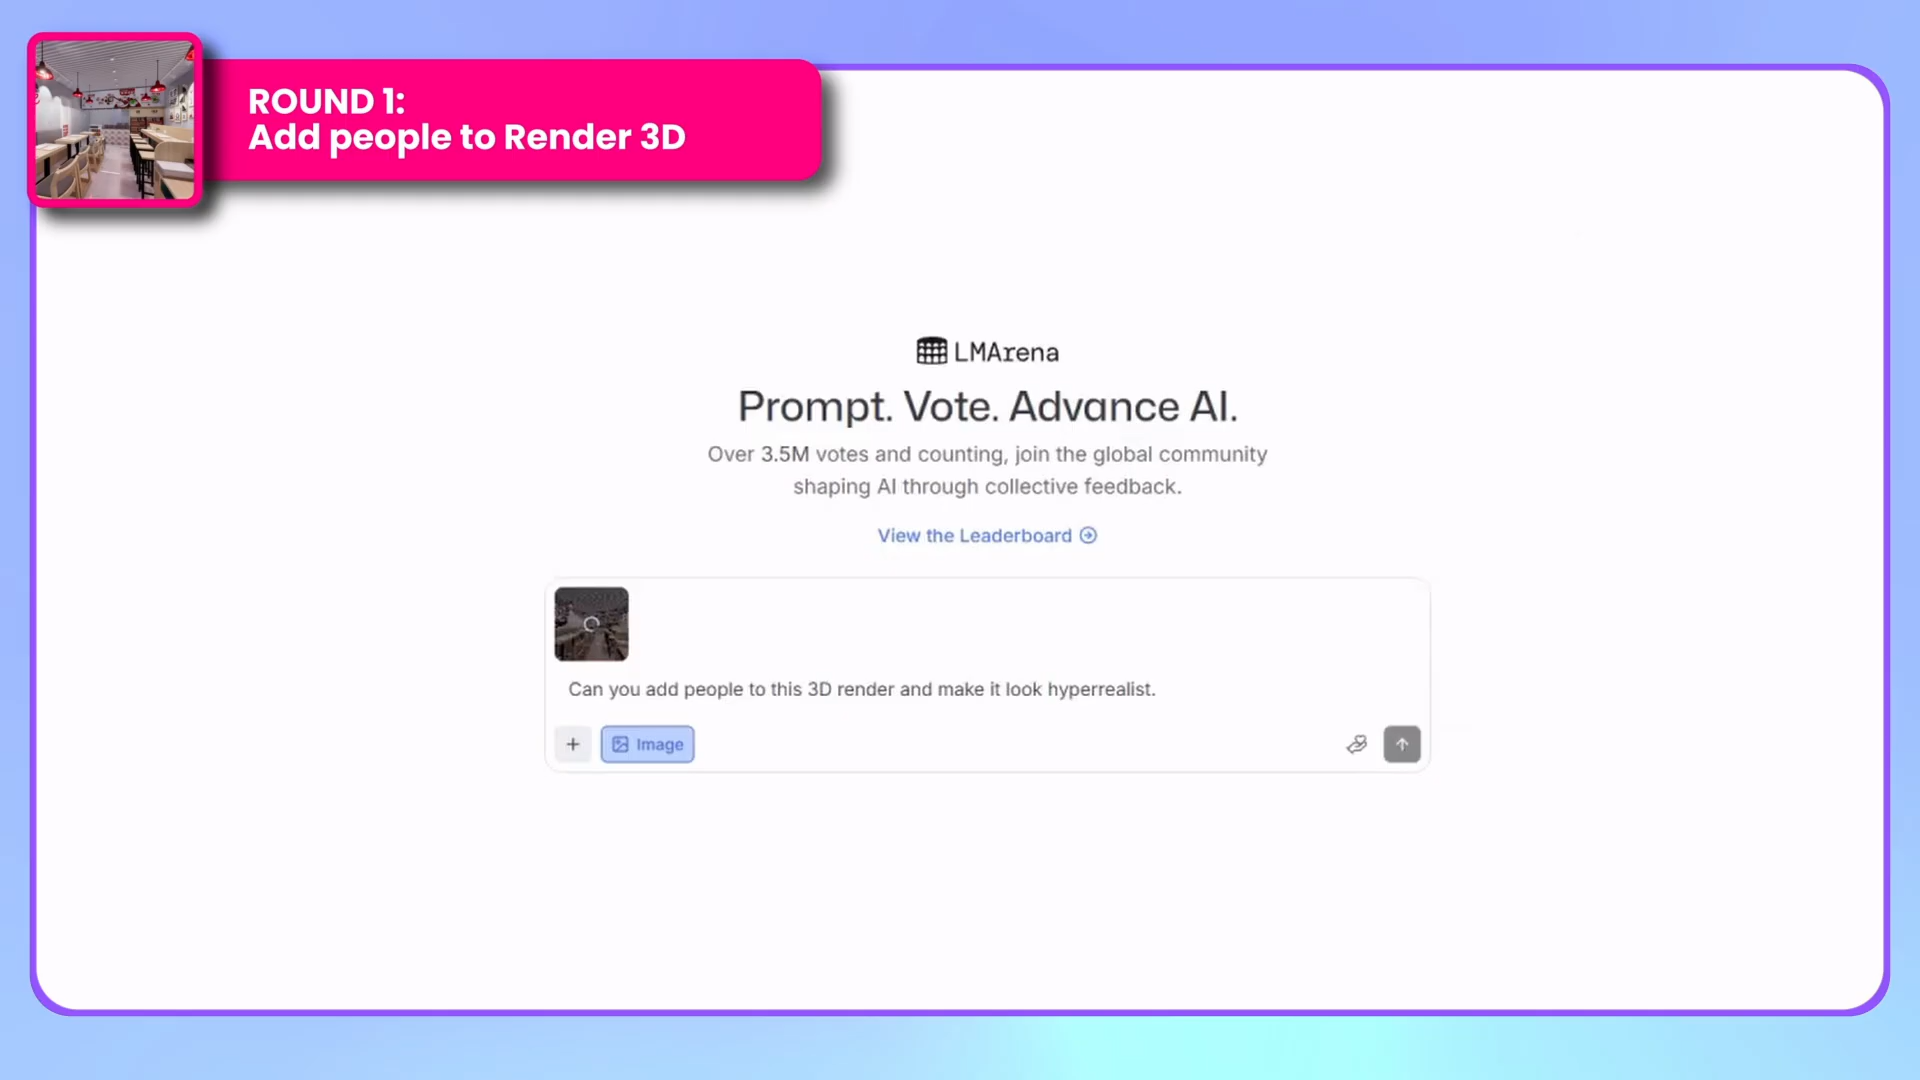 ROUND 1:
Add people to Render 3D
LMArena
Prompt. Vote. Advance AI.
Over 3.5M votes and counting, join the global community
shaping AI through collective feedback.
View the Leaderboard
Can you add people to this 3D render and make it look hyperrealist.
Image